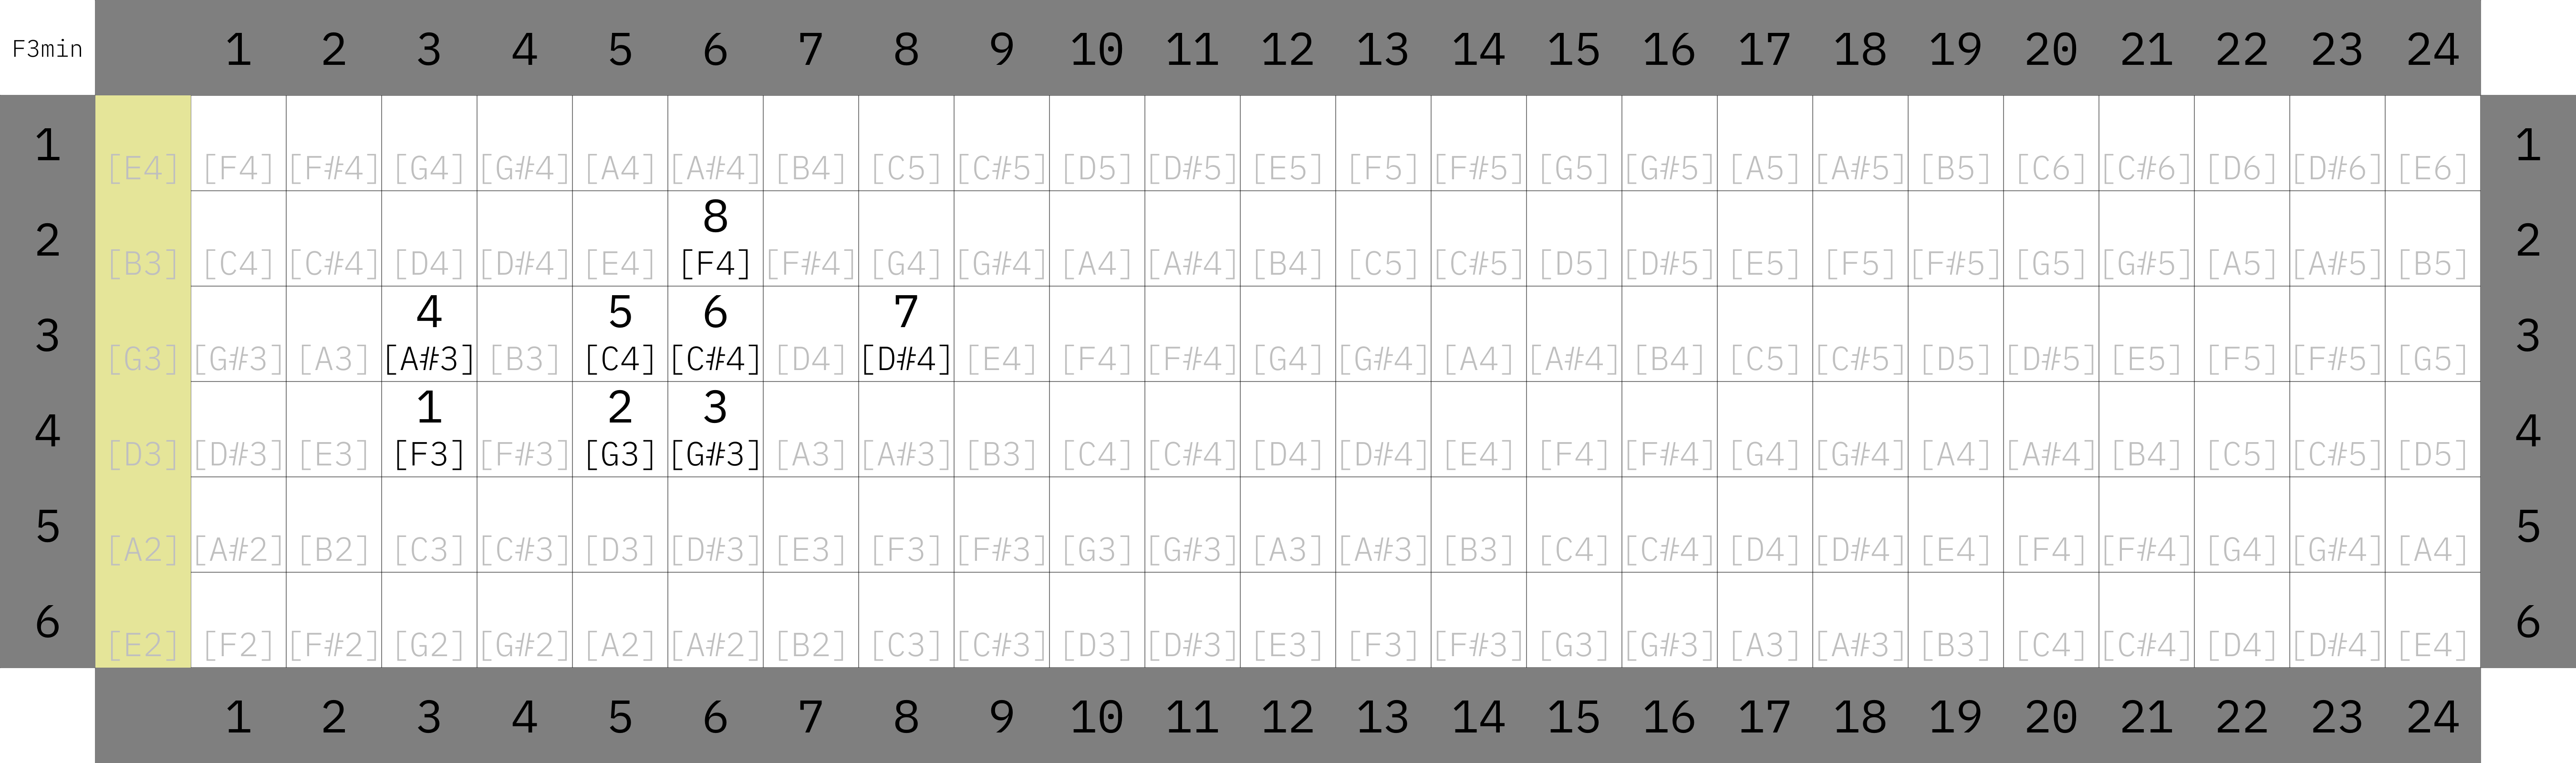 F3min 1 2 3 4 5 6 7 8 9 10 11 12 13 14 15 16 17 18 19 20 21 22 23 24
1 [E4] [F4] [F#4] [G4] [G#4] [A4] [A#4] [B4] [C5] [C#5] [D5] [D#5] [E5] [F5] [F#5] [G5] [G#5] [A5] [A#5] [B5] [C6] [C#6] [D6] [D#6] [E6] 1
8
2 [B3] [C4] [C#4] [D4] [D#4] [E4] [F4] [F#4] [G4] [G#4] [A4] [A#4] [B4] [C5] [C#5] [D5] [D#5] [E5] [F5] [F#5] [G5] [G#5] [A5] [A#5] [B5] 2
4 5 6 7
3 [G3] [G#3] [A3] [A#3] [B3] [C4] [C#4] [D4] [D#4] [E4] [F4] [F#4] [G4] [G#4] [A4] [A#4] [B4] [C5] [C#5] [D5] [D#5] [E5] [F5] [F#5] [G5] 3
1 2 3
4 [D3] [D#3] [E3] [F3] [F#3] [G3] [G#3] [A3] [A#3] [B3] [C4] [C#4] [D4] [D#4] [E4] [F4] [F#4] [G4] [G#4] [A4] [A#4] [B4] [C5] [C#5] [D5] 4
5 [A2] [A#2] [B2] [C3] [C#3] [D3] [D#3] [E3] [F3] [F#3] [G3] [G#3] [A3] [A#3] [B3] [C4] [C#4] [D4] [D#4] [E4] [F4] [F#4] [G4] [G#4] [A4] 5
6 [E2] [F2] [F#2] [G2] [G#2] [A2] [A#2] [B2] [C3] [C#3] [D3] [D#3] [E3] [F3] [F#3] [G3] [G#3] [A3] [A#3] [B3] [C4] [C#4] [D4] [D#4] [E4] 6
1 2 3 4 5 6 7 8 9 10 11 12 13 14 15 16 17 18 19 20 21 22 23 24